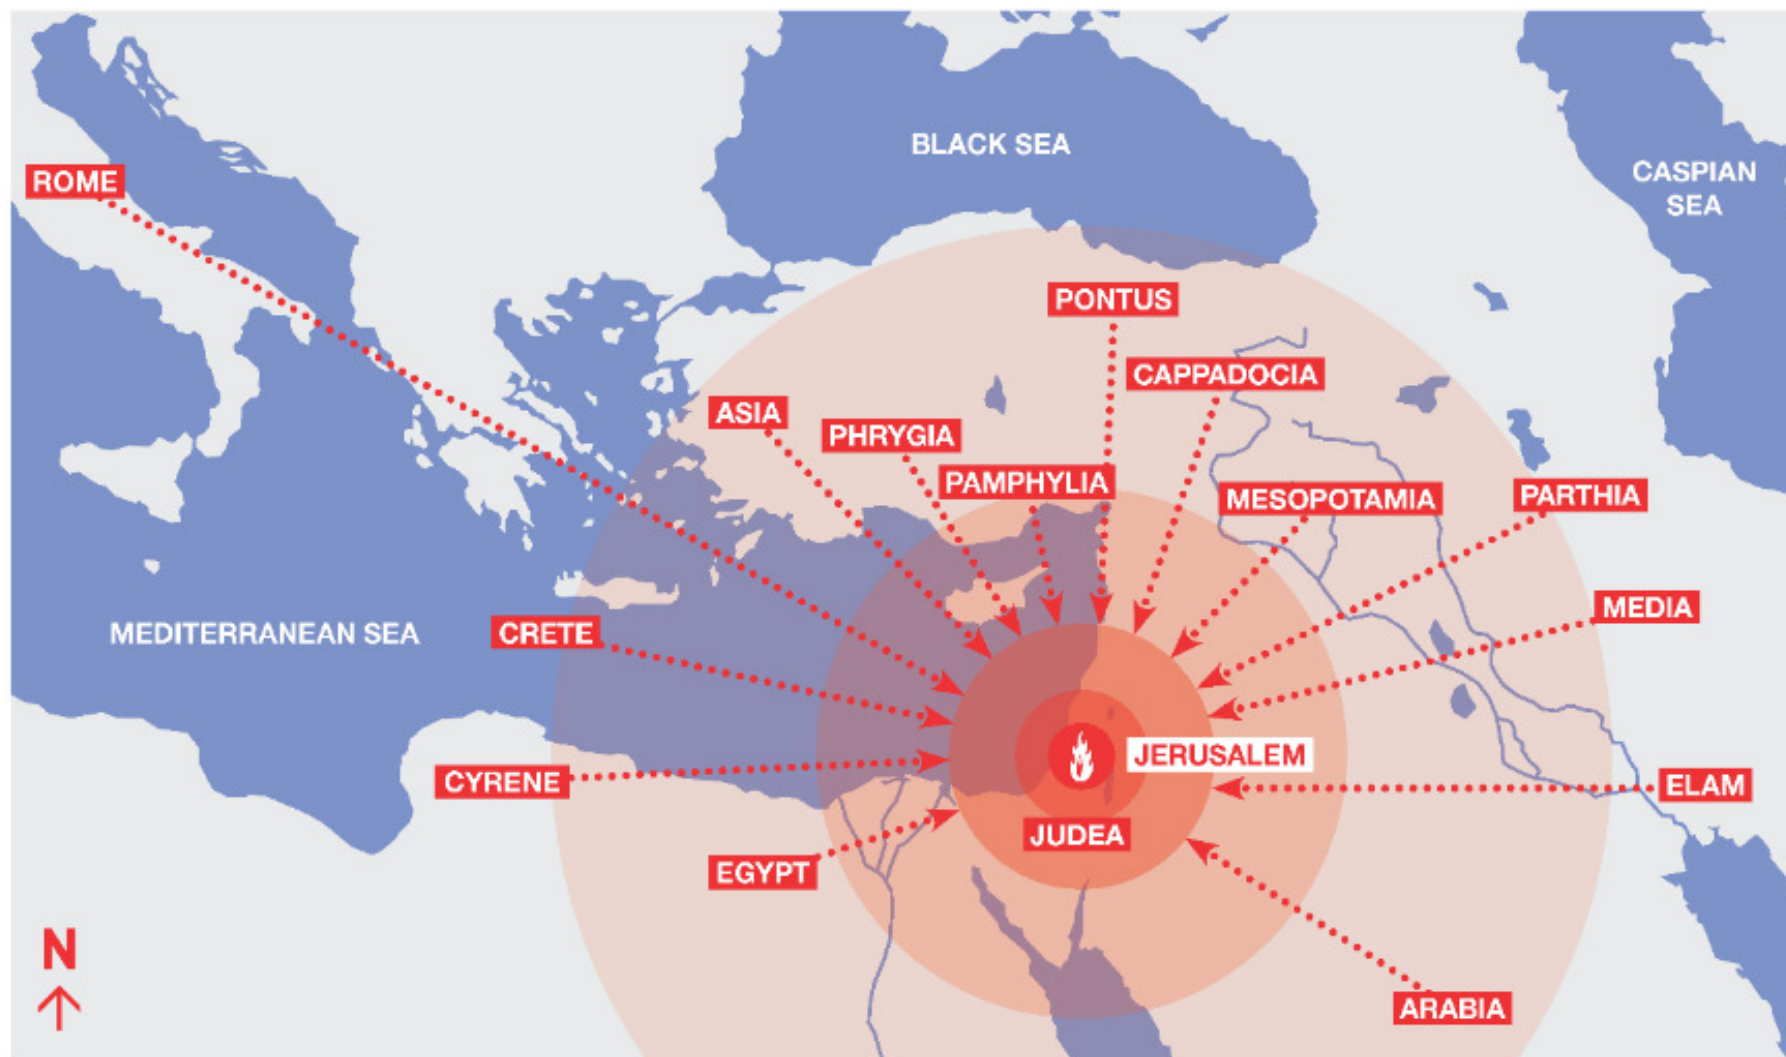 BLACK SEA
CASPIAN
SEA
ROME
PONTUS
CAPPADOCIA
ASIA
PHRYGIA
PAMPHYLIA
MESOPOTAMIA
PARTHIA
MEDIA
CRETE
MEDITERRANEAN SEA
JERUSALEM
CYRENE
ELAM
JUDEA
EGYPT
N
ARABIA